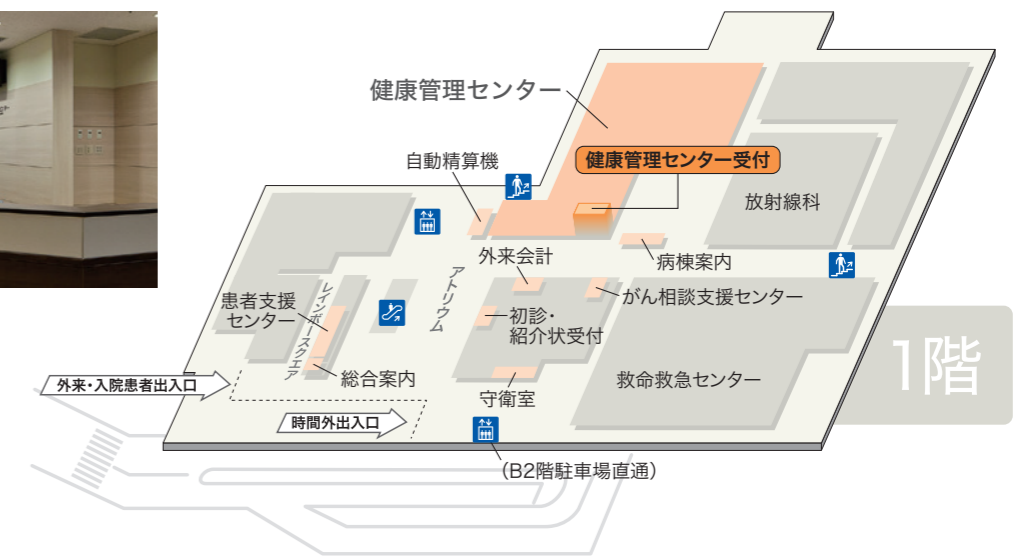 健康管理センター
自動精算機
健康管理センター受付
放射線科
外来会計
病棟案内
アトリウム
がん相談支援センター
患者支援
センター
レインボースクエア
初診・
紹介状受付
総合案内
守衛室
救命救急センター
1階
外来・入院患者出入口
時間外出入口
（B2階駐車場直通）